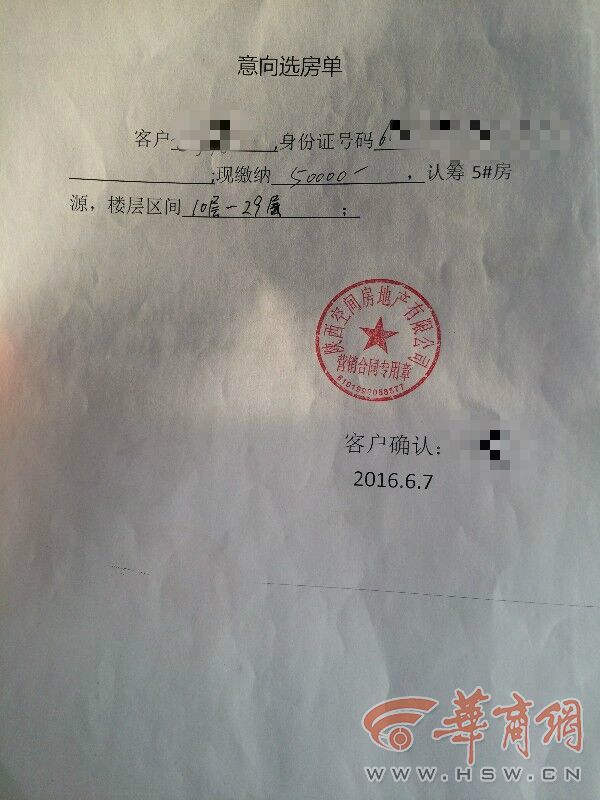 意向选房单
客户 ,身份证号码 6
;现缴纳 50000 ,认筹 5#房
源，楼层区间 10层－29层 ;
陕西空间房地产有限公司
营销合同专用章
客户确认：
2016.6.7
華商網
WWW.HSW.CN